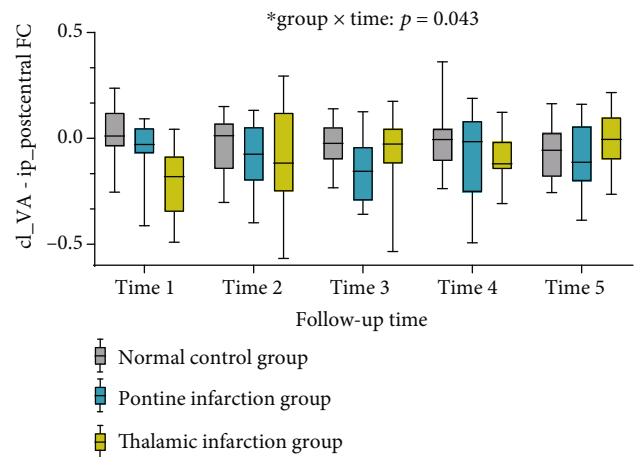 *group × time: p = 0.043
cl_VA - ip_postcentral FC
0.5
0.0
−0.5
Time 1 Time 2 Time 3 Time 4 Time 5
Follow-up time
Normal control group
Pontine infarction group
Thalamic infarction group